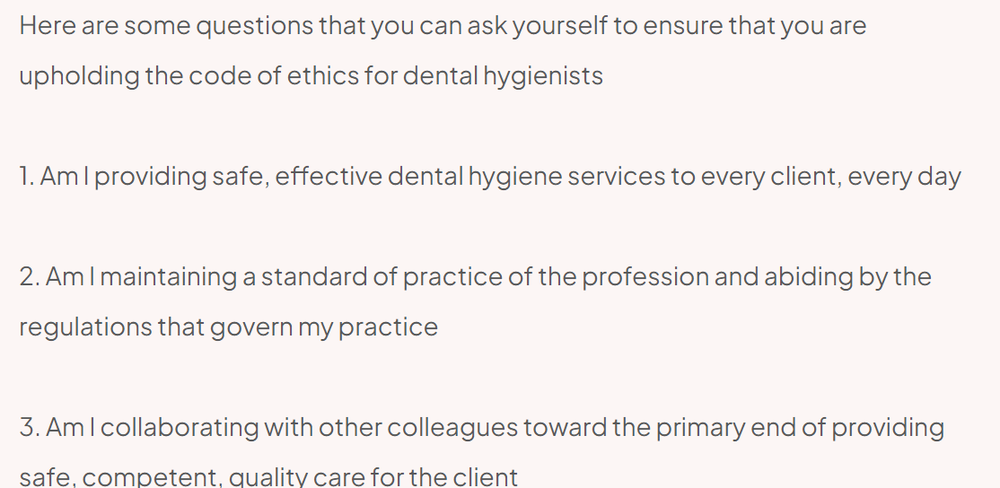 Here are some questions that you can ask yourself to ensure that you are
upholding the code of ethics for dental hygienists
1. Am I providing safe, effective dental hygiene services to every client, every day
2. Am I maintaining a standard of practice of the profession and abiding by the
regulations that govern my practice
3. Am I collaborating with other colleagues toward the primary end of providing
safe, competent, quality care for the client